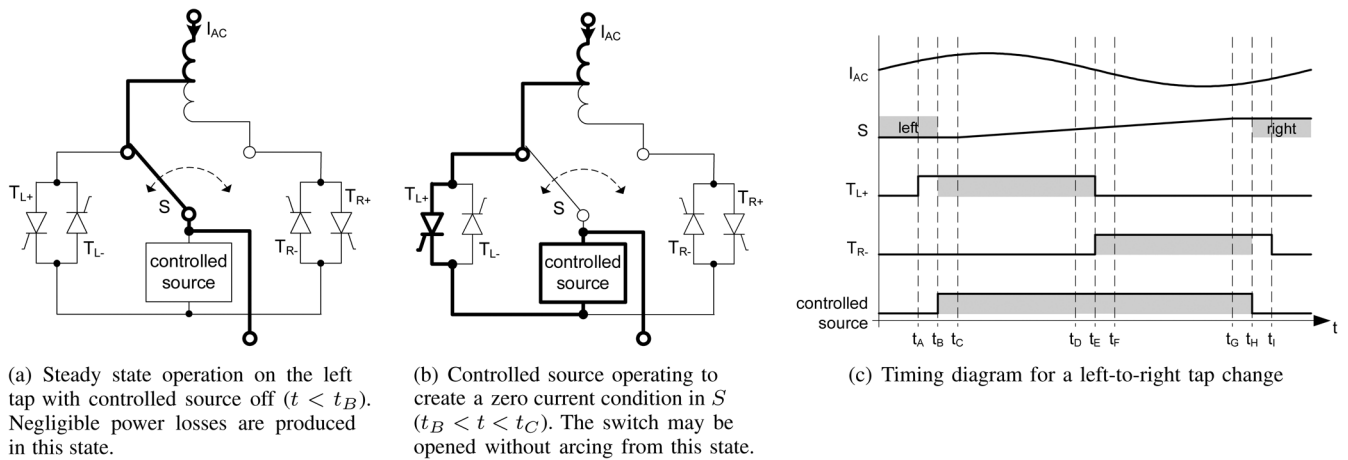 I_AC
S
T_L+
T_L-
T_R-
T_R+
controlled
source
(a) Steady state operation on the left
tap with controlled source off (t < t_B).
Negligible power losses are produced
in this state.
I_AC
S
T_L+
T_L-
T_R-
T_R+
controlled
source
(b) Controlled source operating to
create a zero current condition in S
(t_B < t < t_C). The switch may be
opened without arcing from this state.
I_AC
S
left
right
T_L+
T_R-
controlled
source
t_A t_B t_C t_D t_E t_F t_G t_H t_I
t
(c) Timing diagram for a left-to-right tap change